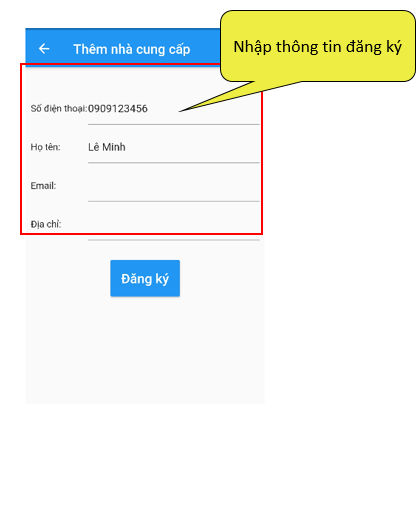 Thêm nhà cung cấp
Nhập thông tin đăng ký
Số điện thoại: 0909123456
Họ tên: Lê Minh
Email:
Địa chỉ:
Đăng ký